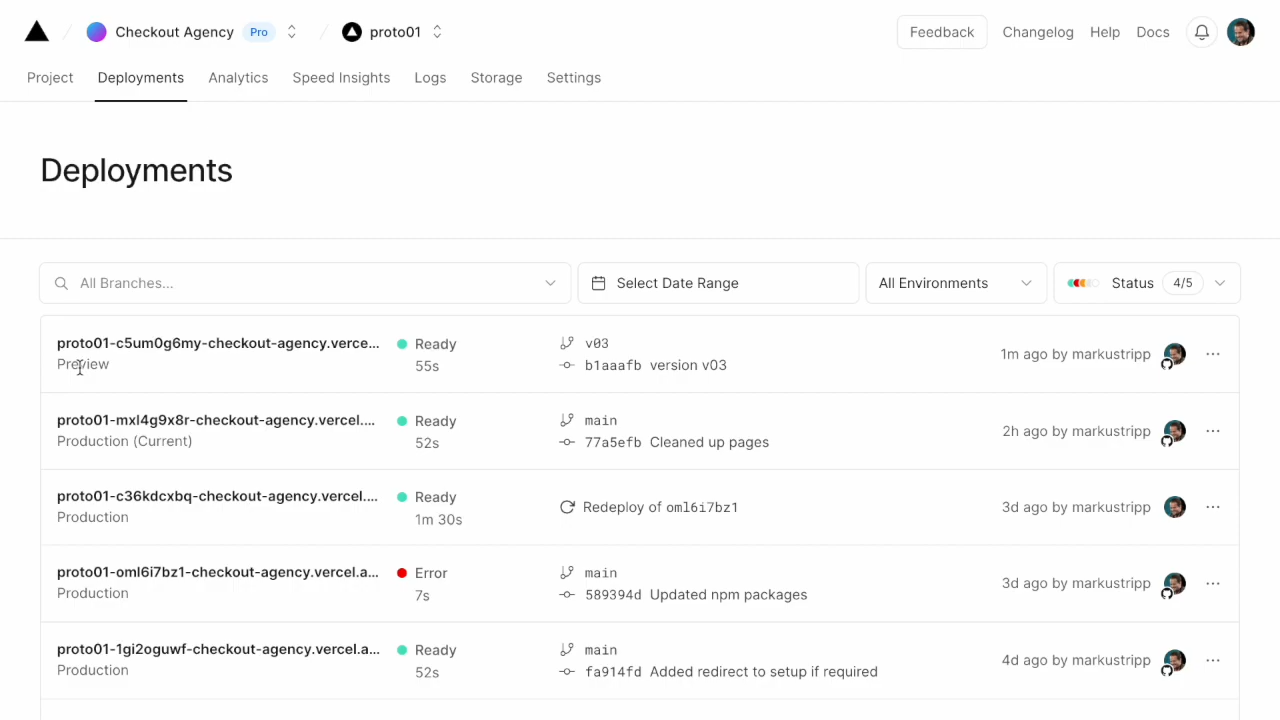 Checkout Agency Pro proto01 Feedback Changelog Help Docs
Project Deployments Analytics Speed Insights Logs Storage Settings
Deployments
All Branches... Select Date Range All Environments Status 4/5
proto01-c5um0g6my-checkout-agency.verce... Ready v03
Preview 55s b1aaafb version v03 1m ago by markustripp
proto01-mxl4g9x8r-checkout-agency.vercel.... Ready main
Production (Current) 52s 77a5efb Cleaned up pages 2h ago by markustripp
proto01-c36kdcxbq-checkout-agency.vercel.... Ready
Production 1m 30s Redeploy of oml6i7bz1 3d ago by markustripp
proto01-oml6i7bz1-checkout-agency.vercel.a... Error main
Production 7s 589394d Updated npm packages 3d ago by markustripp
proto01-1gi2oguwf-checkout-agency.vercel.a... Ready main
Production 52s fa914fd Added redirect to setup if required 4d ago by markustripp